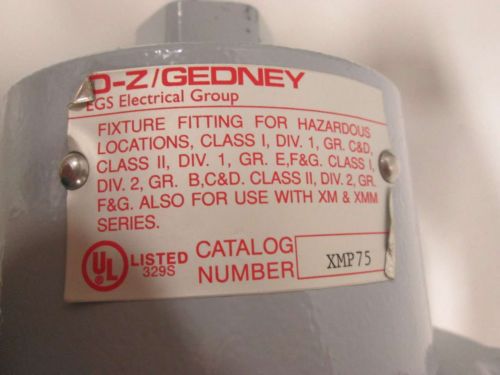 O-Z/GEDNEY
EGS Electrical Group
FIXTURE FITTING FOR HAZARDOUS
LOCATIONS, CLASS I, DIV. 1, GR. C&D,
CLASS II, DIV. 1, GR. E,F&G. CLASS I,
DIV. 2, GR. B,C&D. CLASS II, DIV. 2, GR.
F&G. ALSO FOR USE WITH XM & XMM
SERIES.
UL LISTED CATALOG
329S NUMBER XMP75